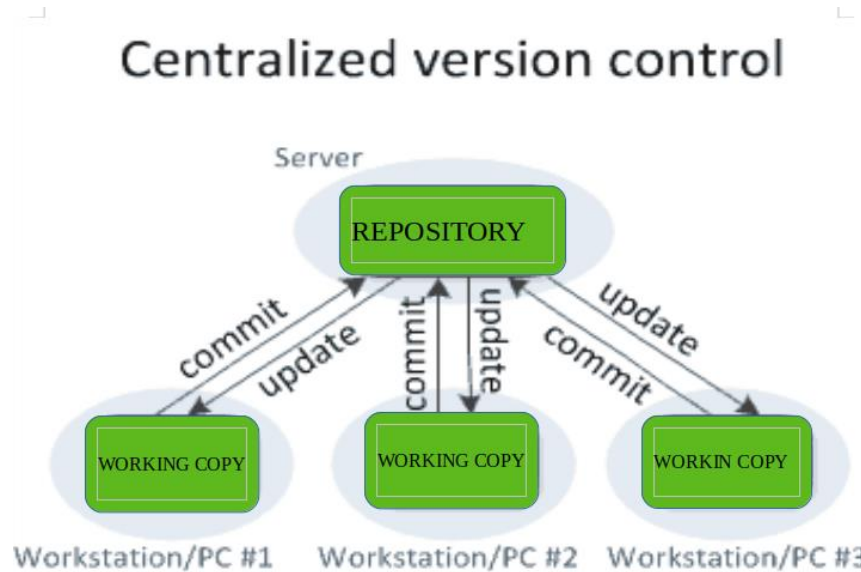 Centralized version control
Server
REPOSITORY
commit
update
commit
update
update
commit
WORKING COPY
WORKING COPY
WORKIN COPY
Workstation/PC #1
Workstation/PC #2
Workstation/PC #3